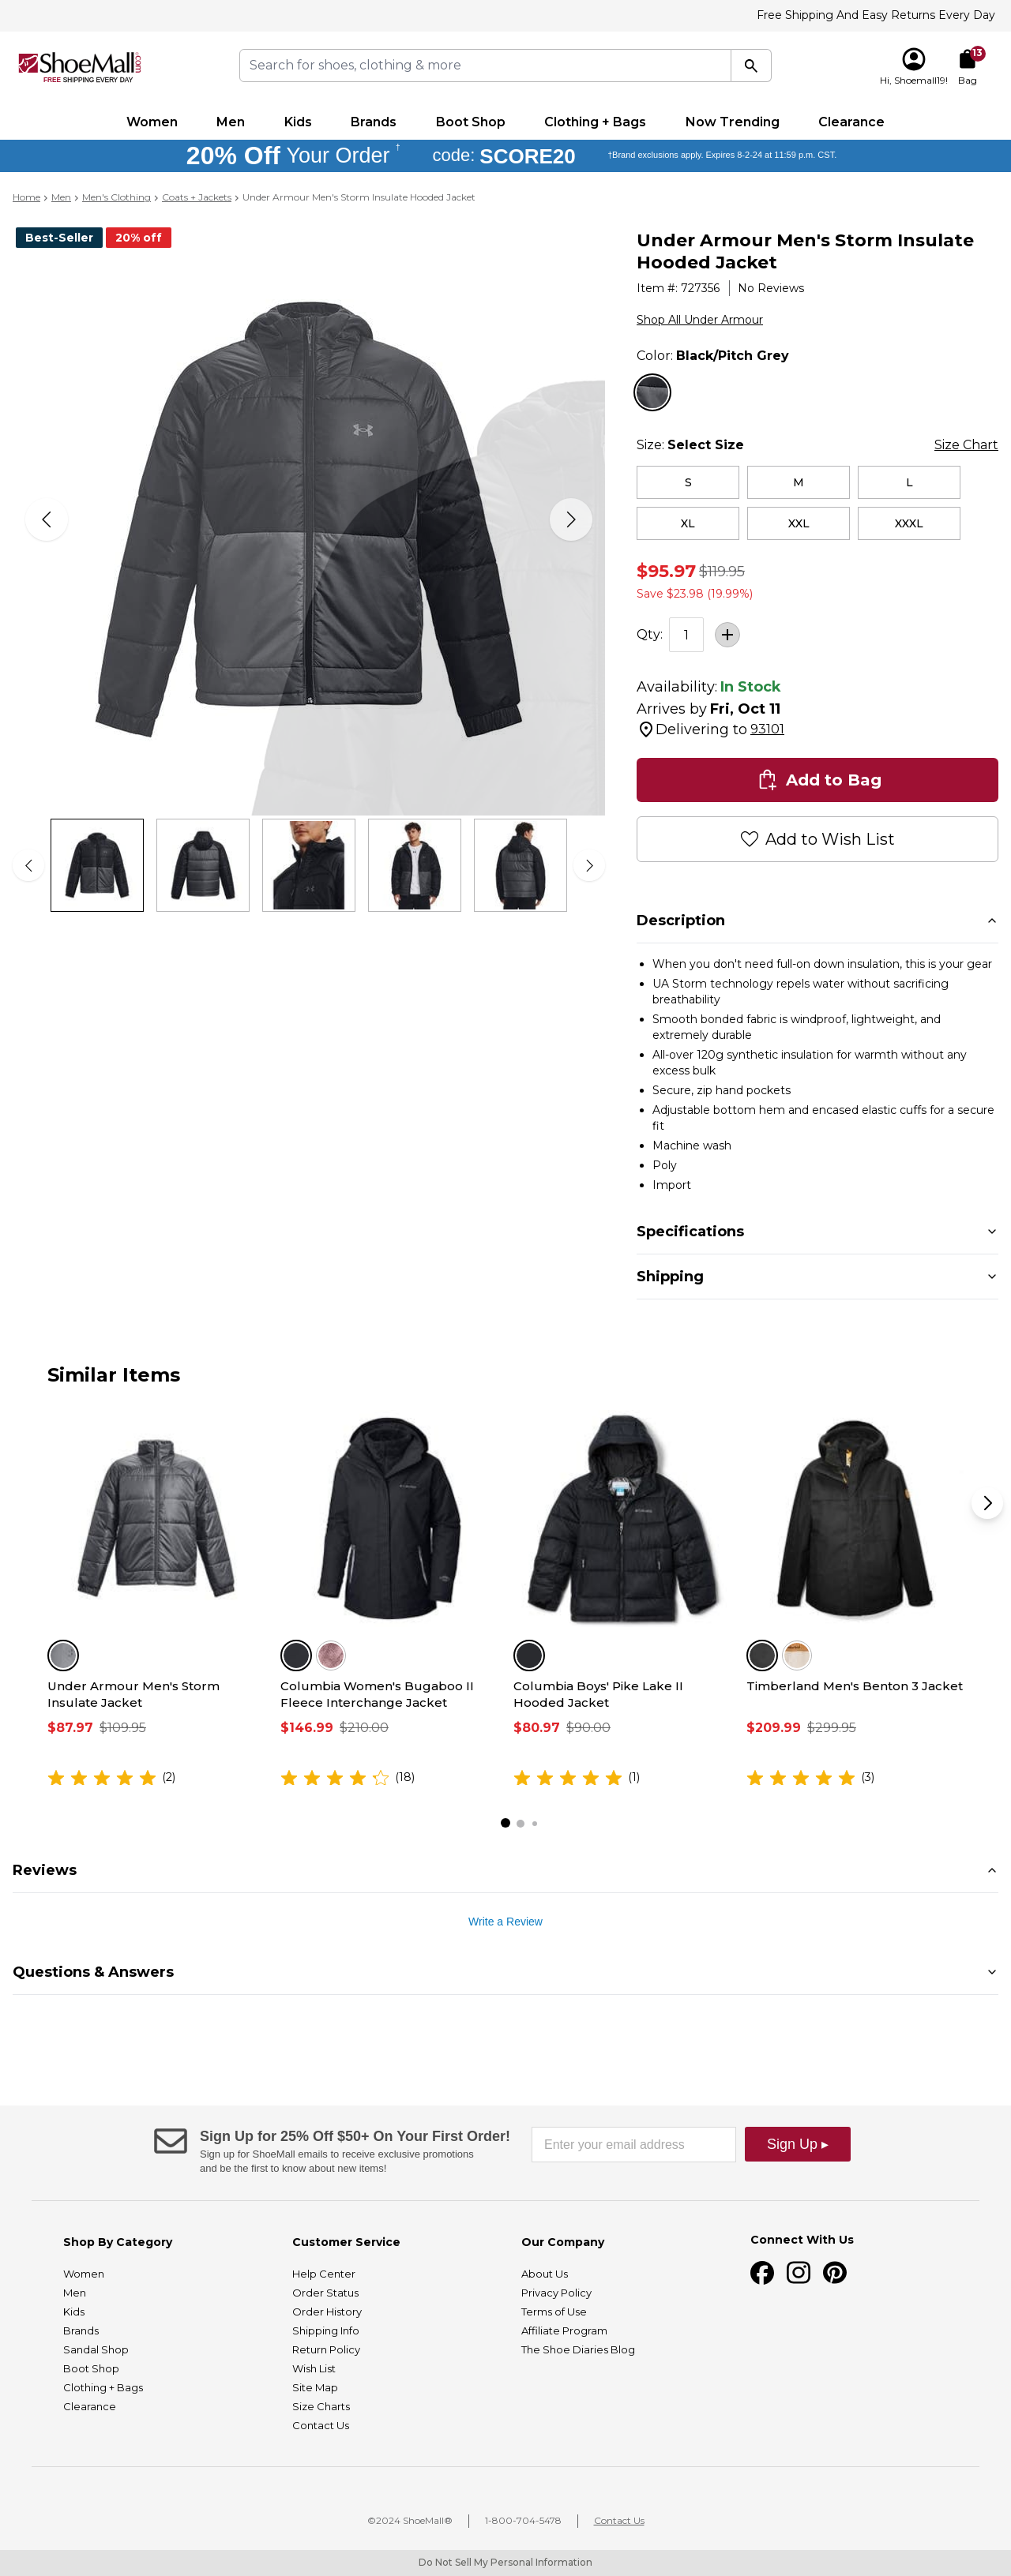 Free Shipping And Easy Returns Every Day
ShoeMall.com
FREE SHIPPING EVERY DAY
Search for shoes, clothing & more
Hi, Shoemall19!
13
Bag
Women Men Kids Brands Boot Shop Clothing + Bags Now Trending Clearance
20% Off Your Order † code: SCORE20 †Brand exclusions apply. Expires 8-2-24 at 11:59 p.m. CST.
Home > Men > Men's Clothing > Coats + Jackets > Under Armour Men's Storm Insulate Hooded Jacket
Best-Seller 20% off
Under Armour Men's Storm Insulate
Hooded Jacket
Item #: 727356 | No Reviews
Shop All Under Armour
Color: Black/Pitch Grey
Size: Select Size Size Chart
S M L
XL XXL XXXL
$95.97 $119.95
Save $23.98 (19.99%)
Qty: 1 +
Availability: In Stock
Arrives by Fri, Oct 11
Delivering to 93101
Add to Bag
Add to Wish List
Description
• When you don't need full-on down insulation, this is your gear
• UA Storm technology repels water without sacrificing
breathability
• Smooth bonded fabric is windproof, lightweight, and
extremely durable
• All-over 120g synthetic insulation for warmth without any
excess bulk
• Secure, zip hand pockets
• Adjustable bottom hem and encased elastic cuffs for a secure
fit
• Machine wash
• Poly
• Import
Specifications
Shipping
Similar Items
Under Armour Men's Storm
Insulate Jacket
$87.97 $109.95
(2)
Columbia Women's Bugaboo II
Fleece Interchange Jacket
$146.99 $210.00
(18)
Columbia Boys' Pike Lake II
Hooded Jacket
$80.97 $90.00
(1)
Timberland Men's Benton 3 Jacket
$209.99 $299.95
(3)
Reviews
Write a Review
Questions & Answers
Sign Up for 25% Off $50+ On Your First Order!
Sign up for ShoeMall emails to receive exclusive promotions
and be the first to know about new items!
Enter your email address
Sign Up ▸
Shop By Category
Women
Men
Kids
Brands
Sandal Shop
Boot Shop
Clothing + Bags
Clearance
Customer Service
Help Center
Order Status
Order History
Shipping Info
Return Policy
Wish List
Site Map
Size Charts
Contact Us
Our Company
About Us
Privacy Policy
Terms of Use
Affiliate Program
The Shoe Diaries Blog
Connect With Us
©2024 ShoeMall® | 1-800-704-5478 | Contact Us
Do Not Sell My Personal Information